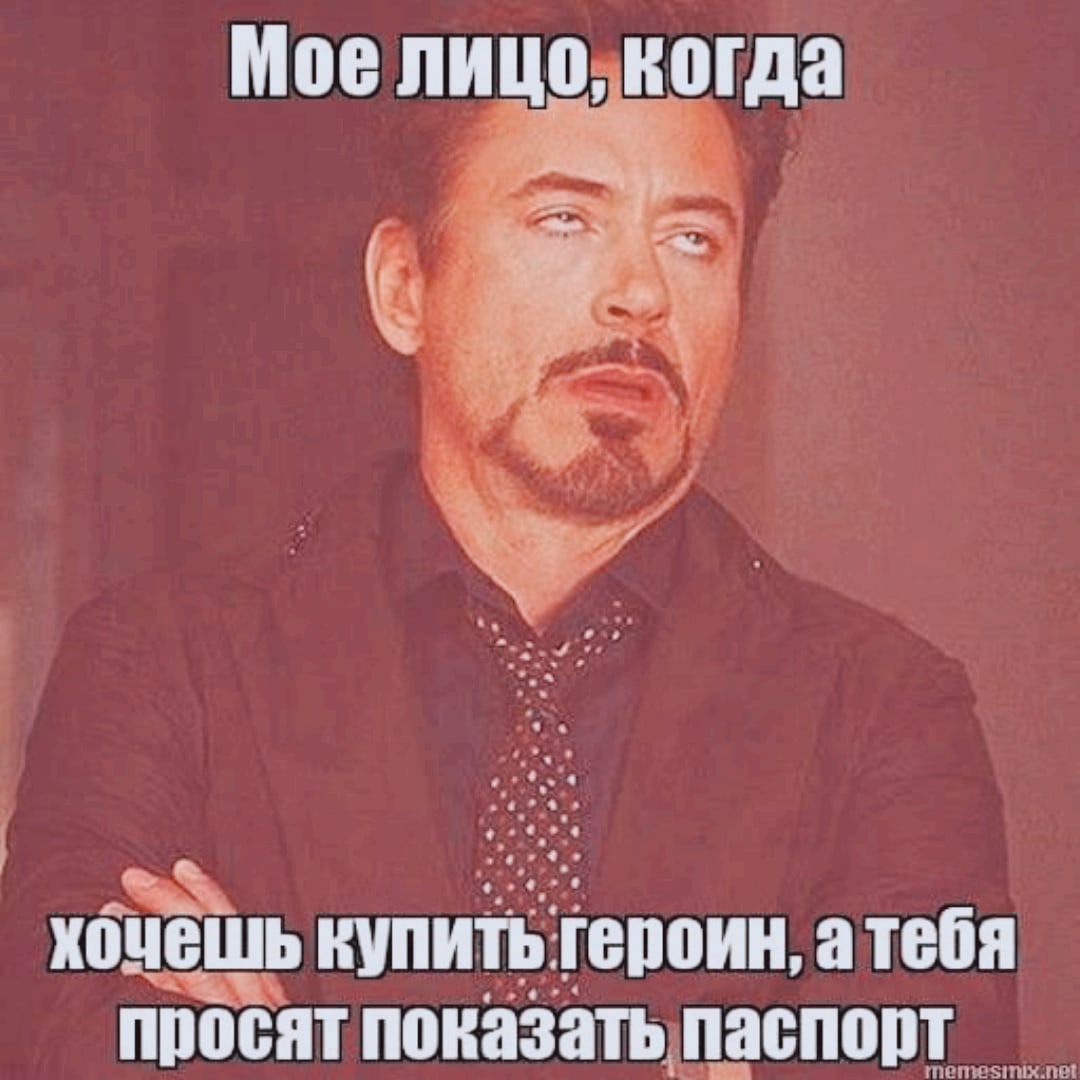 Мое лицо, когда
хочешь купить героин, а тебя
просят показать паспорт
memesmix.net